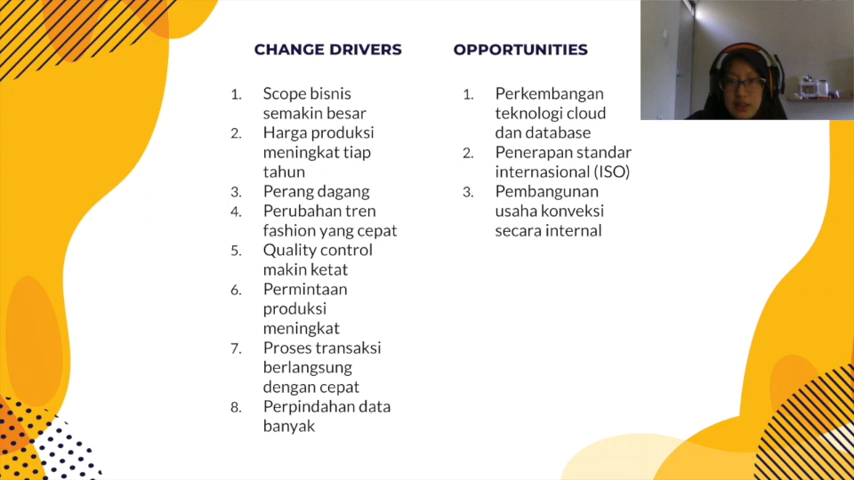 CHANGE DRIVERS
1. Scope bisnis
semakin besar
2. Harga produksi
meningkat tiap
tahun
3. Perang dagang
4. Perubahan tren
fashion yang cepat
5. Quality control
makin ketat
6. Permintaan
produksi
meningkat
7. Proses transaksi
berlangsung
dengan cepat
8. Perpindahan data
banyak
OPPORTUNITIES
1. Perkembangan
teknologi cloud
dan database
2. Penerapan standar
internasional (ISO)
3. Pembangunan
usaha konveksi
secara internal